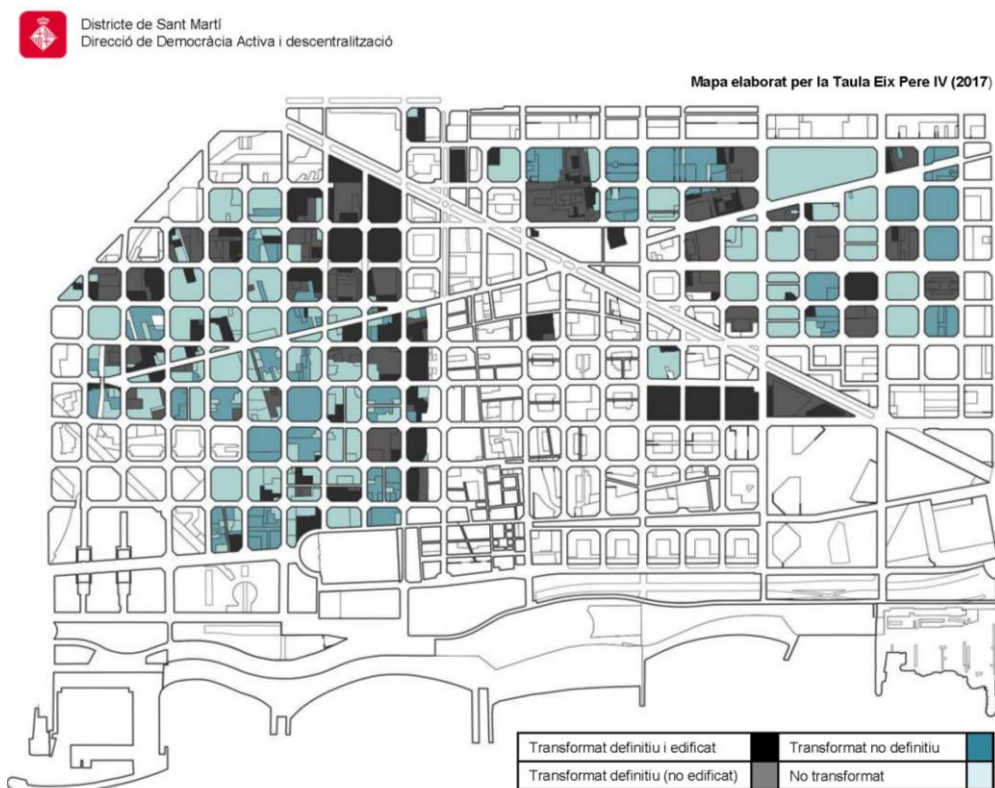 Districte de Sant Martí
Direcció de Democràcia Activa i descentralització
Mapa elaborat per la Taula Eix Pere IV (2017)
Transformat definitiu i edificat
Transformat no definitiu
Transformat definitiu (no edificat)
No transformat